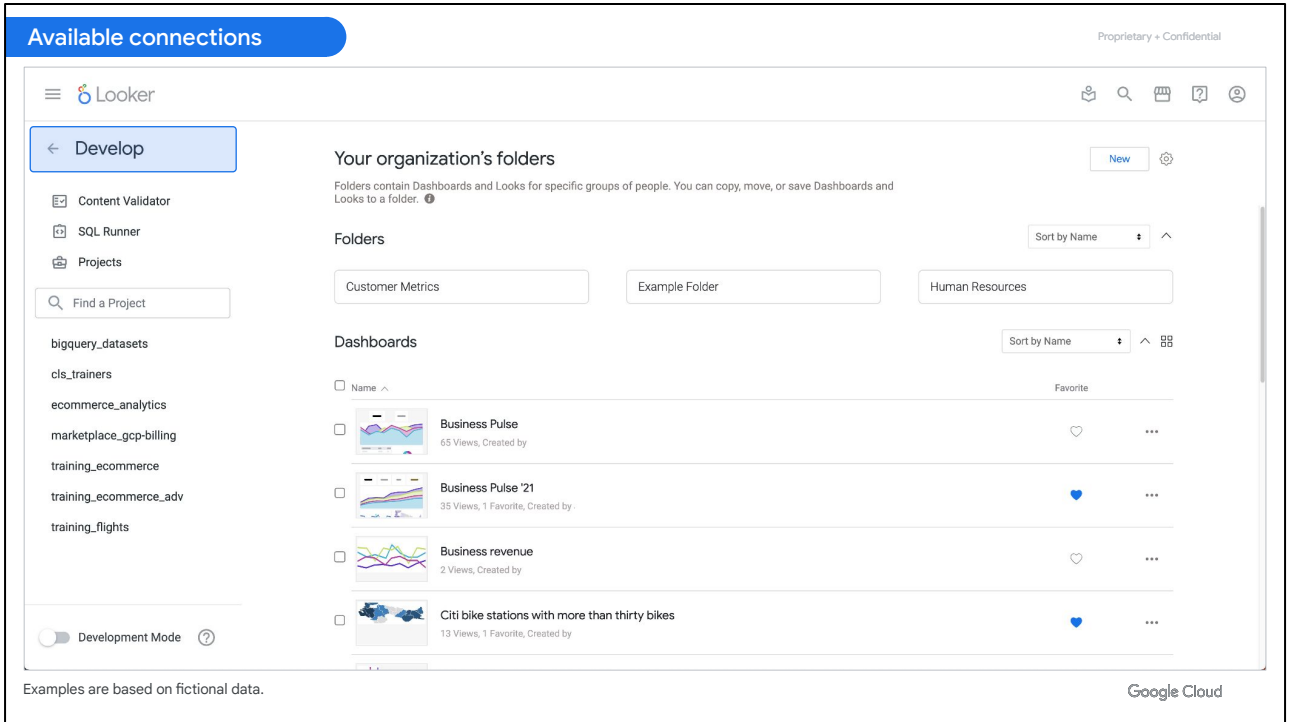 Available connections
Proprietary + Confidential
Looker
Develop
Content Validator
SQL Runner
Projects
Find a Project
bigquery_datasets
cls_trainers
ecommerce_analytics
marketplace_gcp-billing
training_ecommerce
training_ecommerce_adv
training_flights
Development Mode
Your organization's folders
New
Folders contain Dashboards and Looks for specific groups of people. You can copy, move, or save Dashboards and
Looks to a folder.
Folders
Sort by Name
Customer Metrics
Example Folder
Human Resources
Dashboards
Sort by Name
Name
Favorite
Business Pulse
65 Views, Created by
Business Pulse '21
35 Views, 1 Favorite, Created by
Business revenue
2 Views, Created by
Citi bike stations with more than thirty bikes
13 Views, 1 Favorite, Created by
Examples are based on fictional data.
Google Cloud